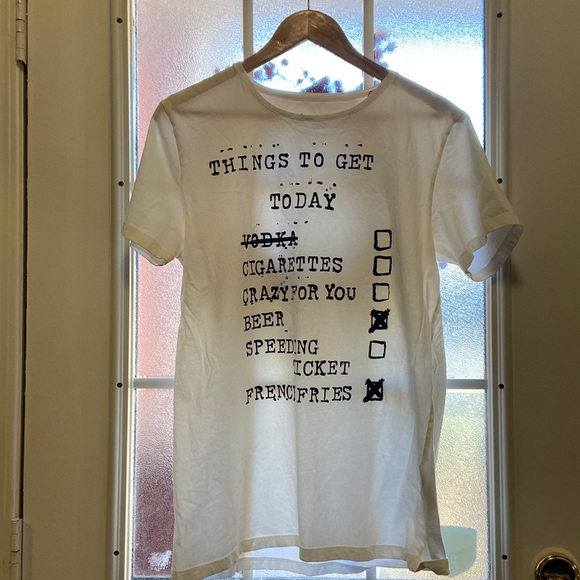 THINGS TO GET
TODAY
VODKA
CIGARETTES
CRAZY FOR YOU
BEER
SPEEDING
TICKET
FRENCH FRIES